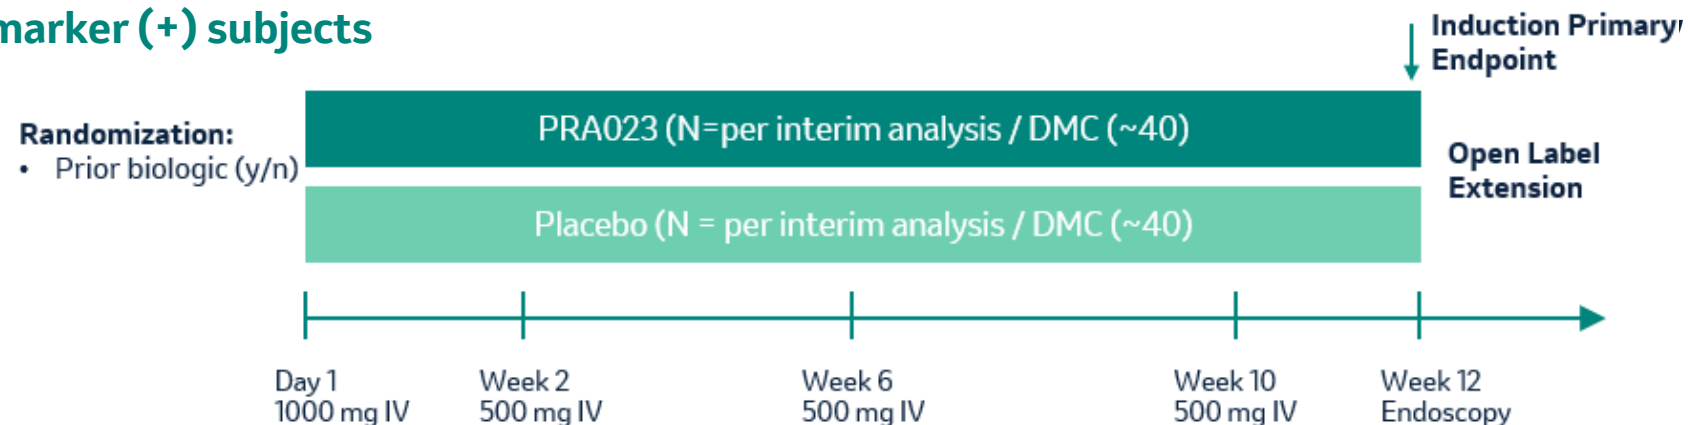 marker (+) subjects
Induction Primary
Endpoint
Randomization:
• Prior biologic (y/n)
PRA023 (N=per interim analysis / DMC (~40)
Placebo (N = per interim analysis / DMC (~40)
Open Label
Extension
Day 1
1000 mg IV
Week 2
500 mg IV
Week 6
500 mg IV
Week 10
500 mg IV
Week 12
Endoscopy